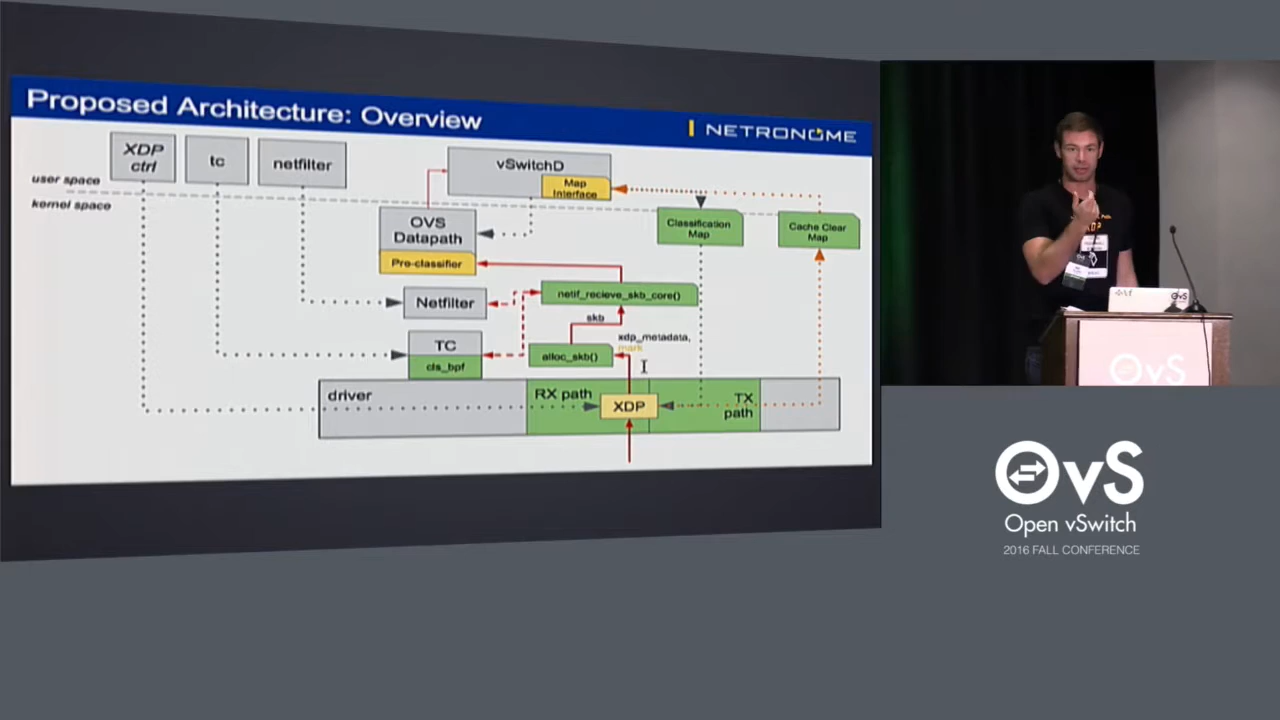 Proposed Architecture: Overview
NETRONOME
XDP
ctrl
tc
netfilter
vSwitchD
Map
Interface
user space
kernel space
OVS
Datapath
Pre-classifier
Classification
Map
Cache Clear
Map
Netfilter
netif_recieve_skb_core()
skb
xdp_metadata,
mark
TC
cls_bpf
alloc_skb()
driver
RX path
XDP
TX
path
OvS
OvS
Open vSwitch
2016 FALL CONFERENCE